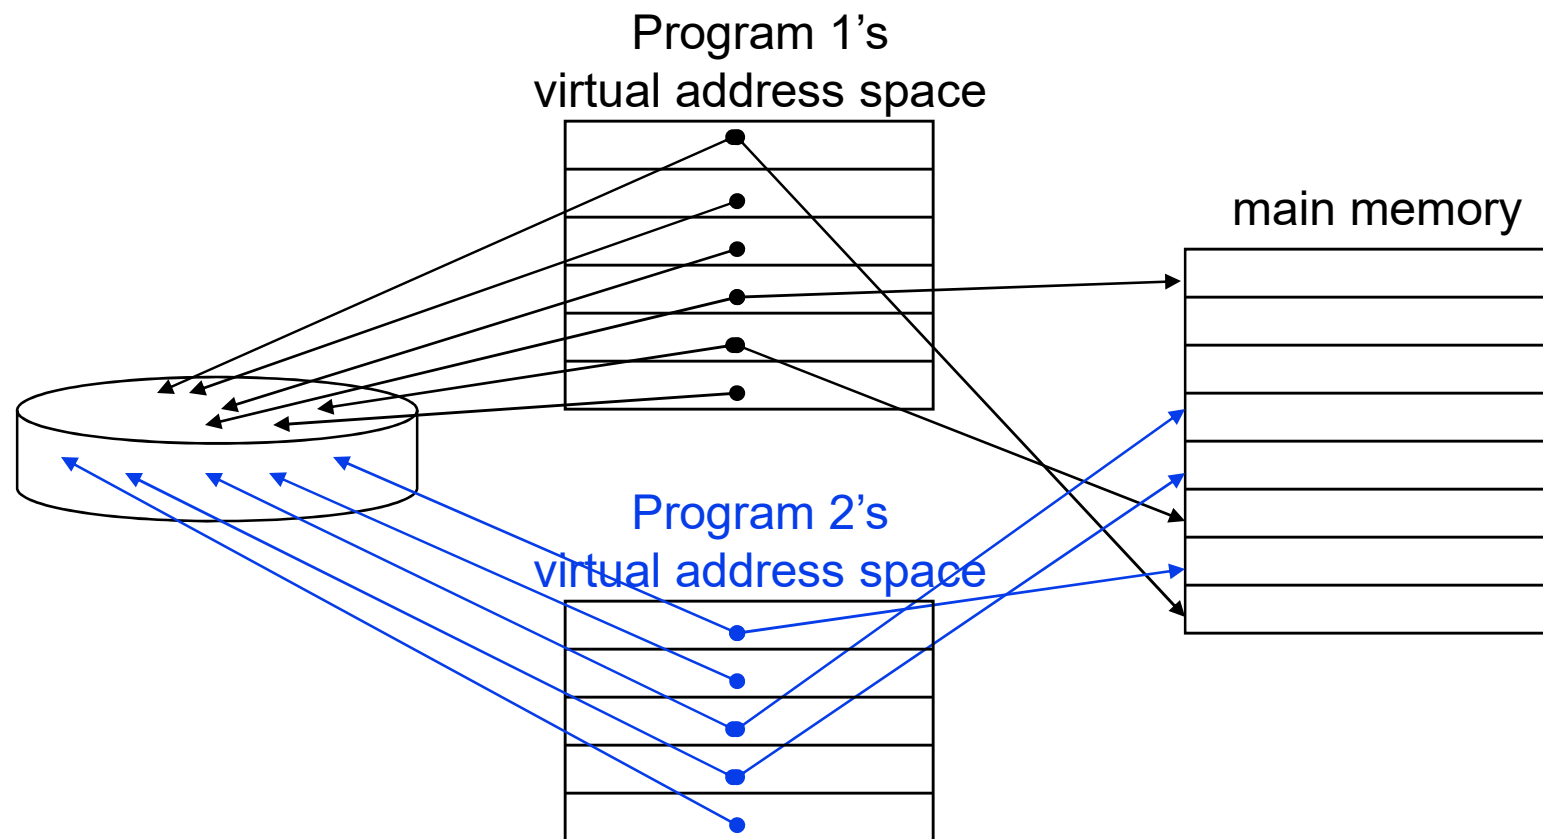 Program 1’s
virtual address space
main memory
Program 2’s
virtual address space